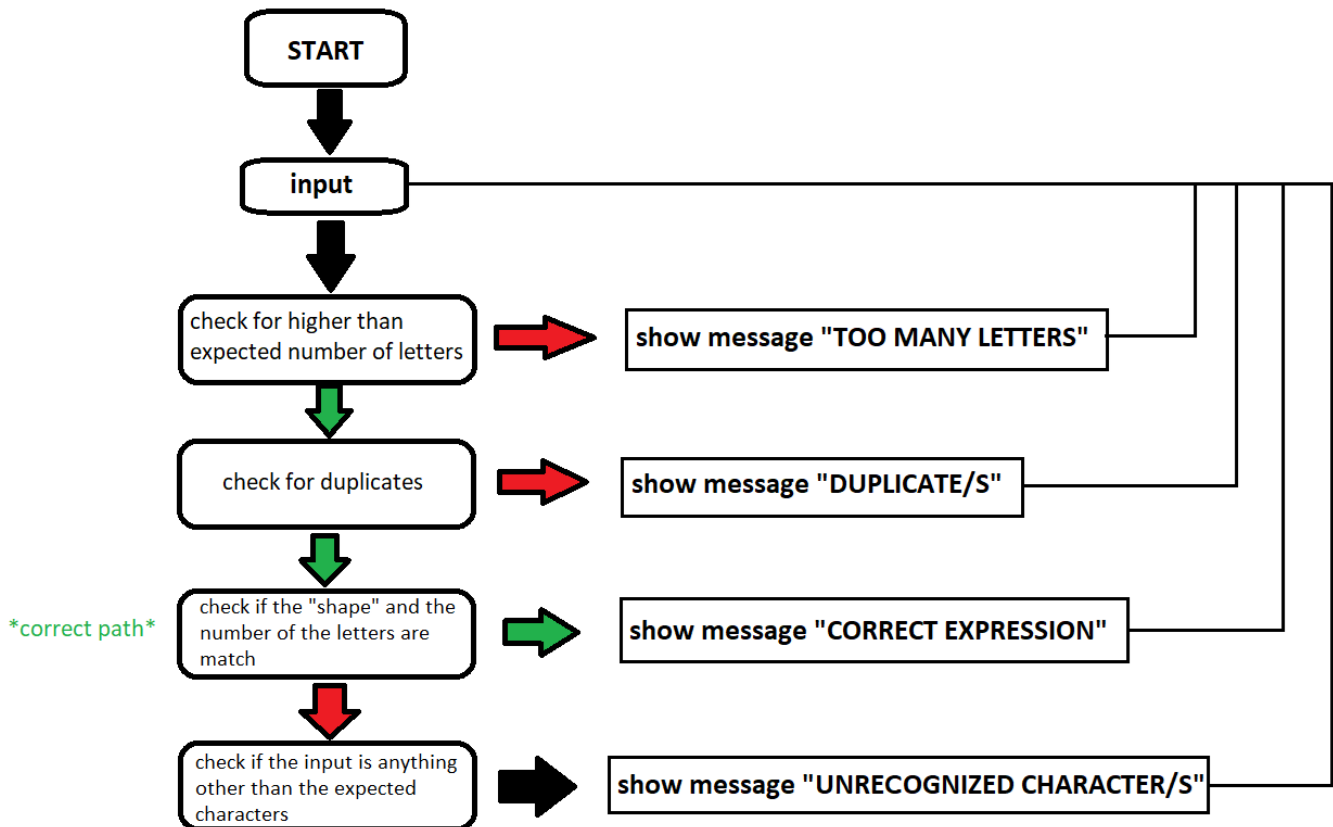 START
input
check for higher than
expected number of letters
show message "TOO MANY LETTERS"
check for duplicates
show message "DUPLICATE/S"
*correct path*
check if the "shape" and the
number of the letters are
match
show message "CORRECT EXPRESSION"
check if the input is anything
other than the expected
characters
show message "UNRECOGNIZED CHARACTER/S"